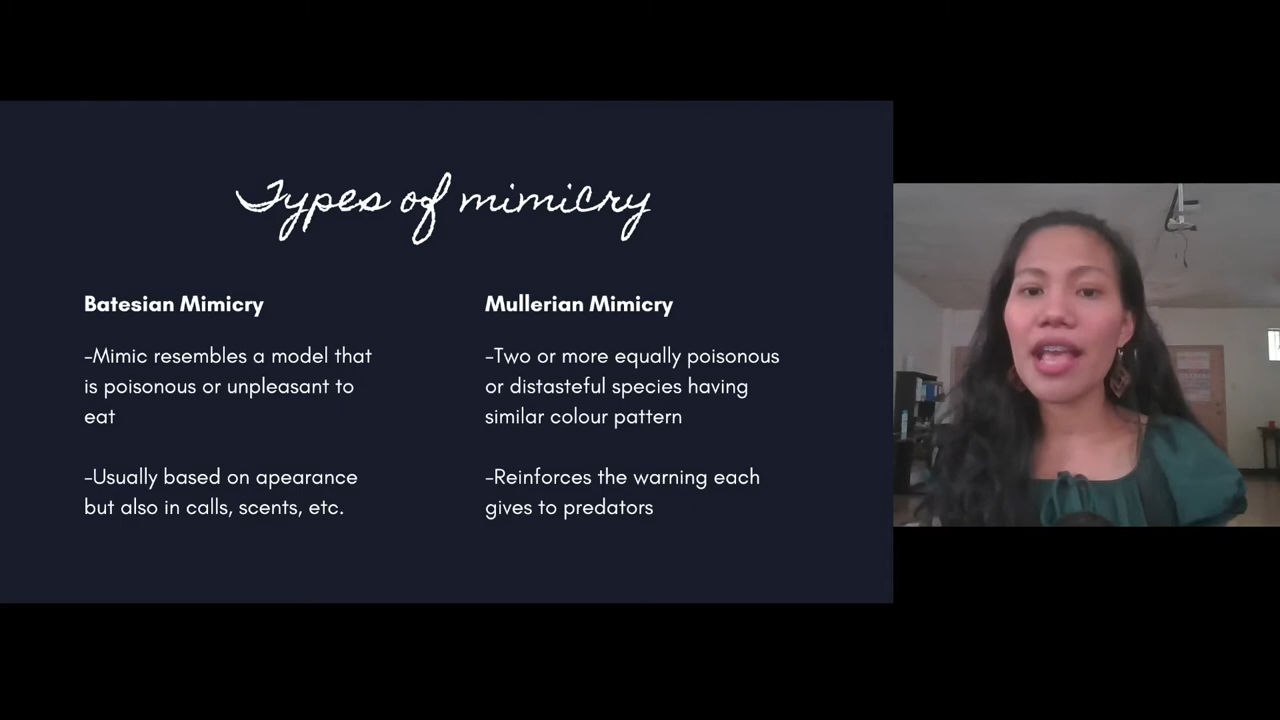 Types of mimicry
Batesian Mimicry
-Mimic resembles a model that
is poisonous or unpleasant to
eat
-Usually based on apearance
but also in calls, scents, etc.
Mullerian Mimicry
-Two or more equally poisonous
or distasteful species having
similar colour pattern
-Reinforces the warning each
gives to predators